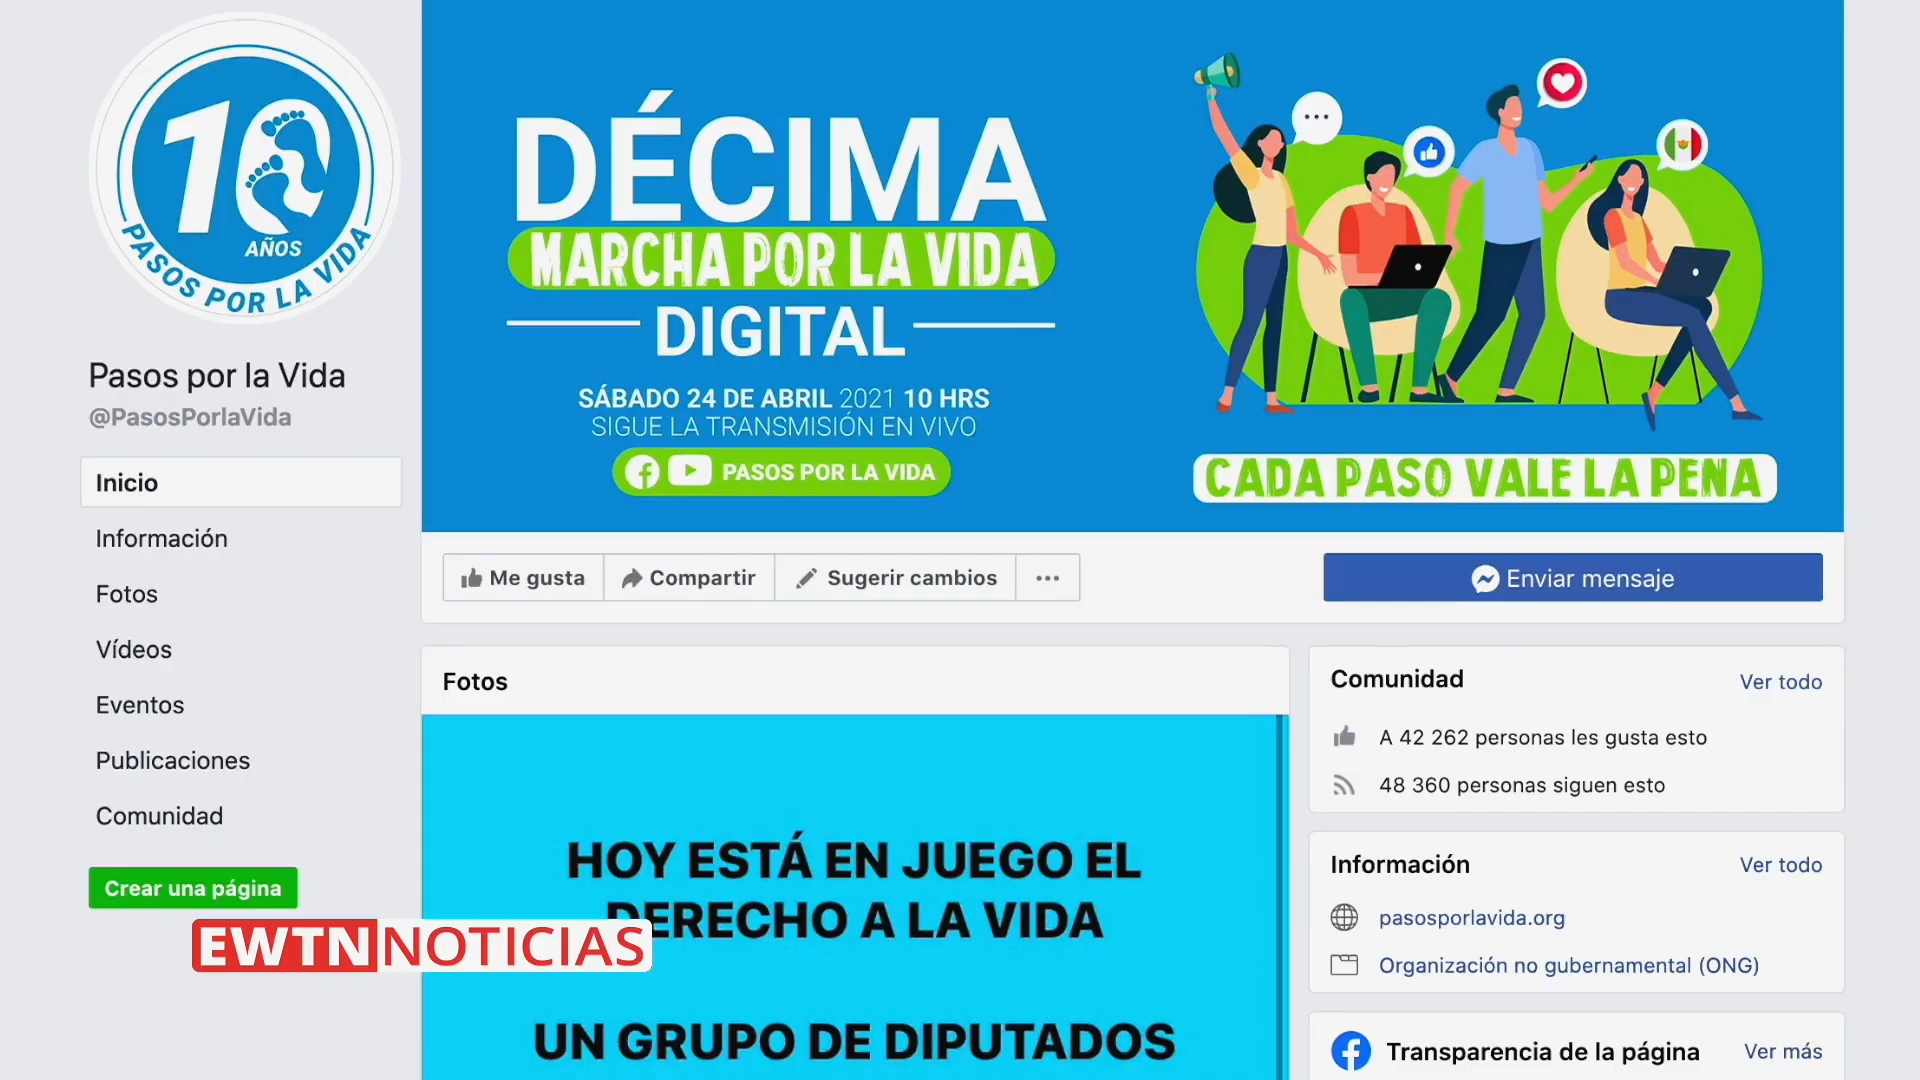 10
AÑOS
PASOS POR LA VIDA
Pasos por la Vida
@PasosPorlaVida
Inicio
Información
Fotos
Vídeos
Eventos
Publicaciones
Comunidad
Crear una página
DÉCIMA
MARCHA POR LA VIDA
DIGITAL
SÁBADO 24 DE ABRIL 2021 10 HRS
SIGUE LA TRANSMISIÓN EN VIVO
PASOS POR LA VIDA
CADA PASO VALE LA PENA
Me gusta
Compartir
Sugerir cambios
Enviar mensaje
Fotos
HOY ESTÁ EN JUEGO EL
DERECHO A LA VIDA
UN GRUPO DE DIPUTADOS
Comunidad
Ver todo
A 42 262 personas les gusta esto
48 360 personas siguen esto
Información
Ver todo
pasosporlavida.org
Organización no gubernamental (ONG)
Transparencia de la página
Ver más
EWTN NOTICIAS